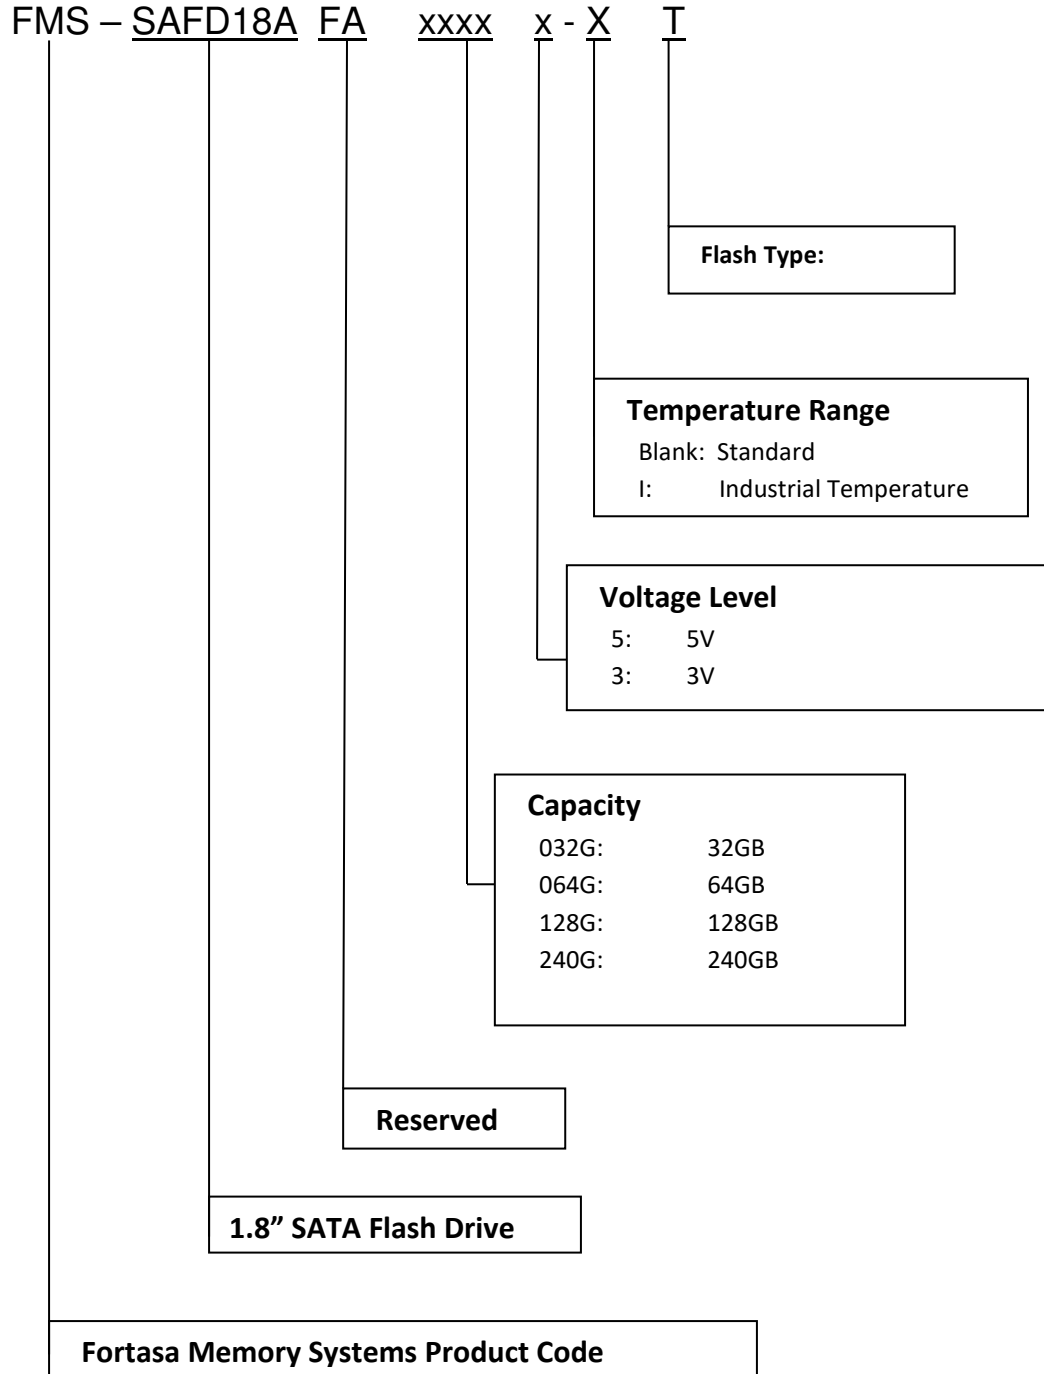 FMS – SAFD18A FA xxxx x - X T
Flash Type:
Temperature Range
Blank: Standard
I: Industrial Temperature
Voltage Level
5: 5V
3: 3V
Capacity
032G: 32GB
064G: 64GB
128G: 128GB
240G: 240GB
Reserved
1.8” SATA Flash Drive
Fortasa Memory Systems Product Code